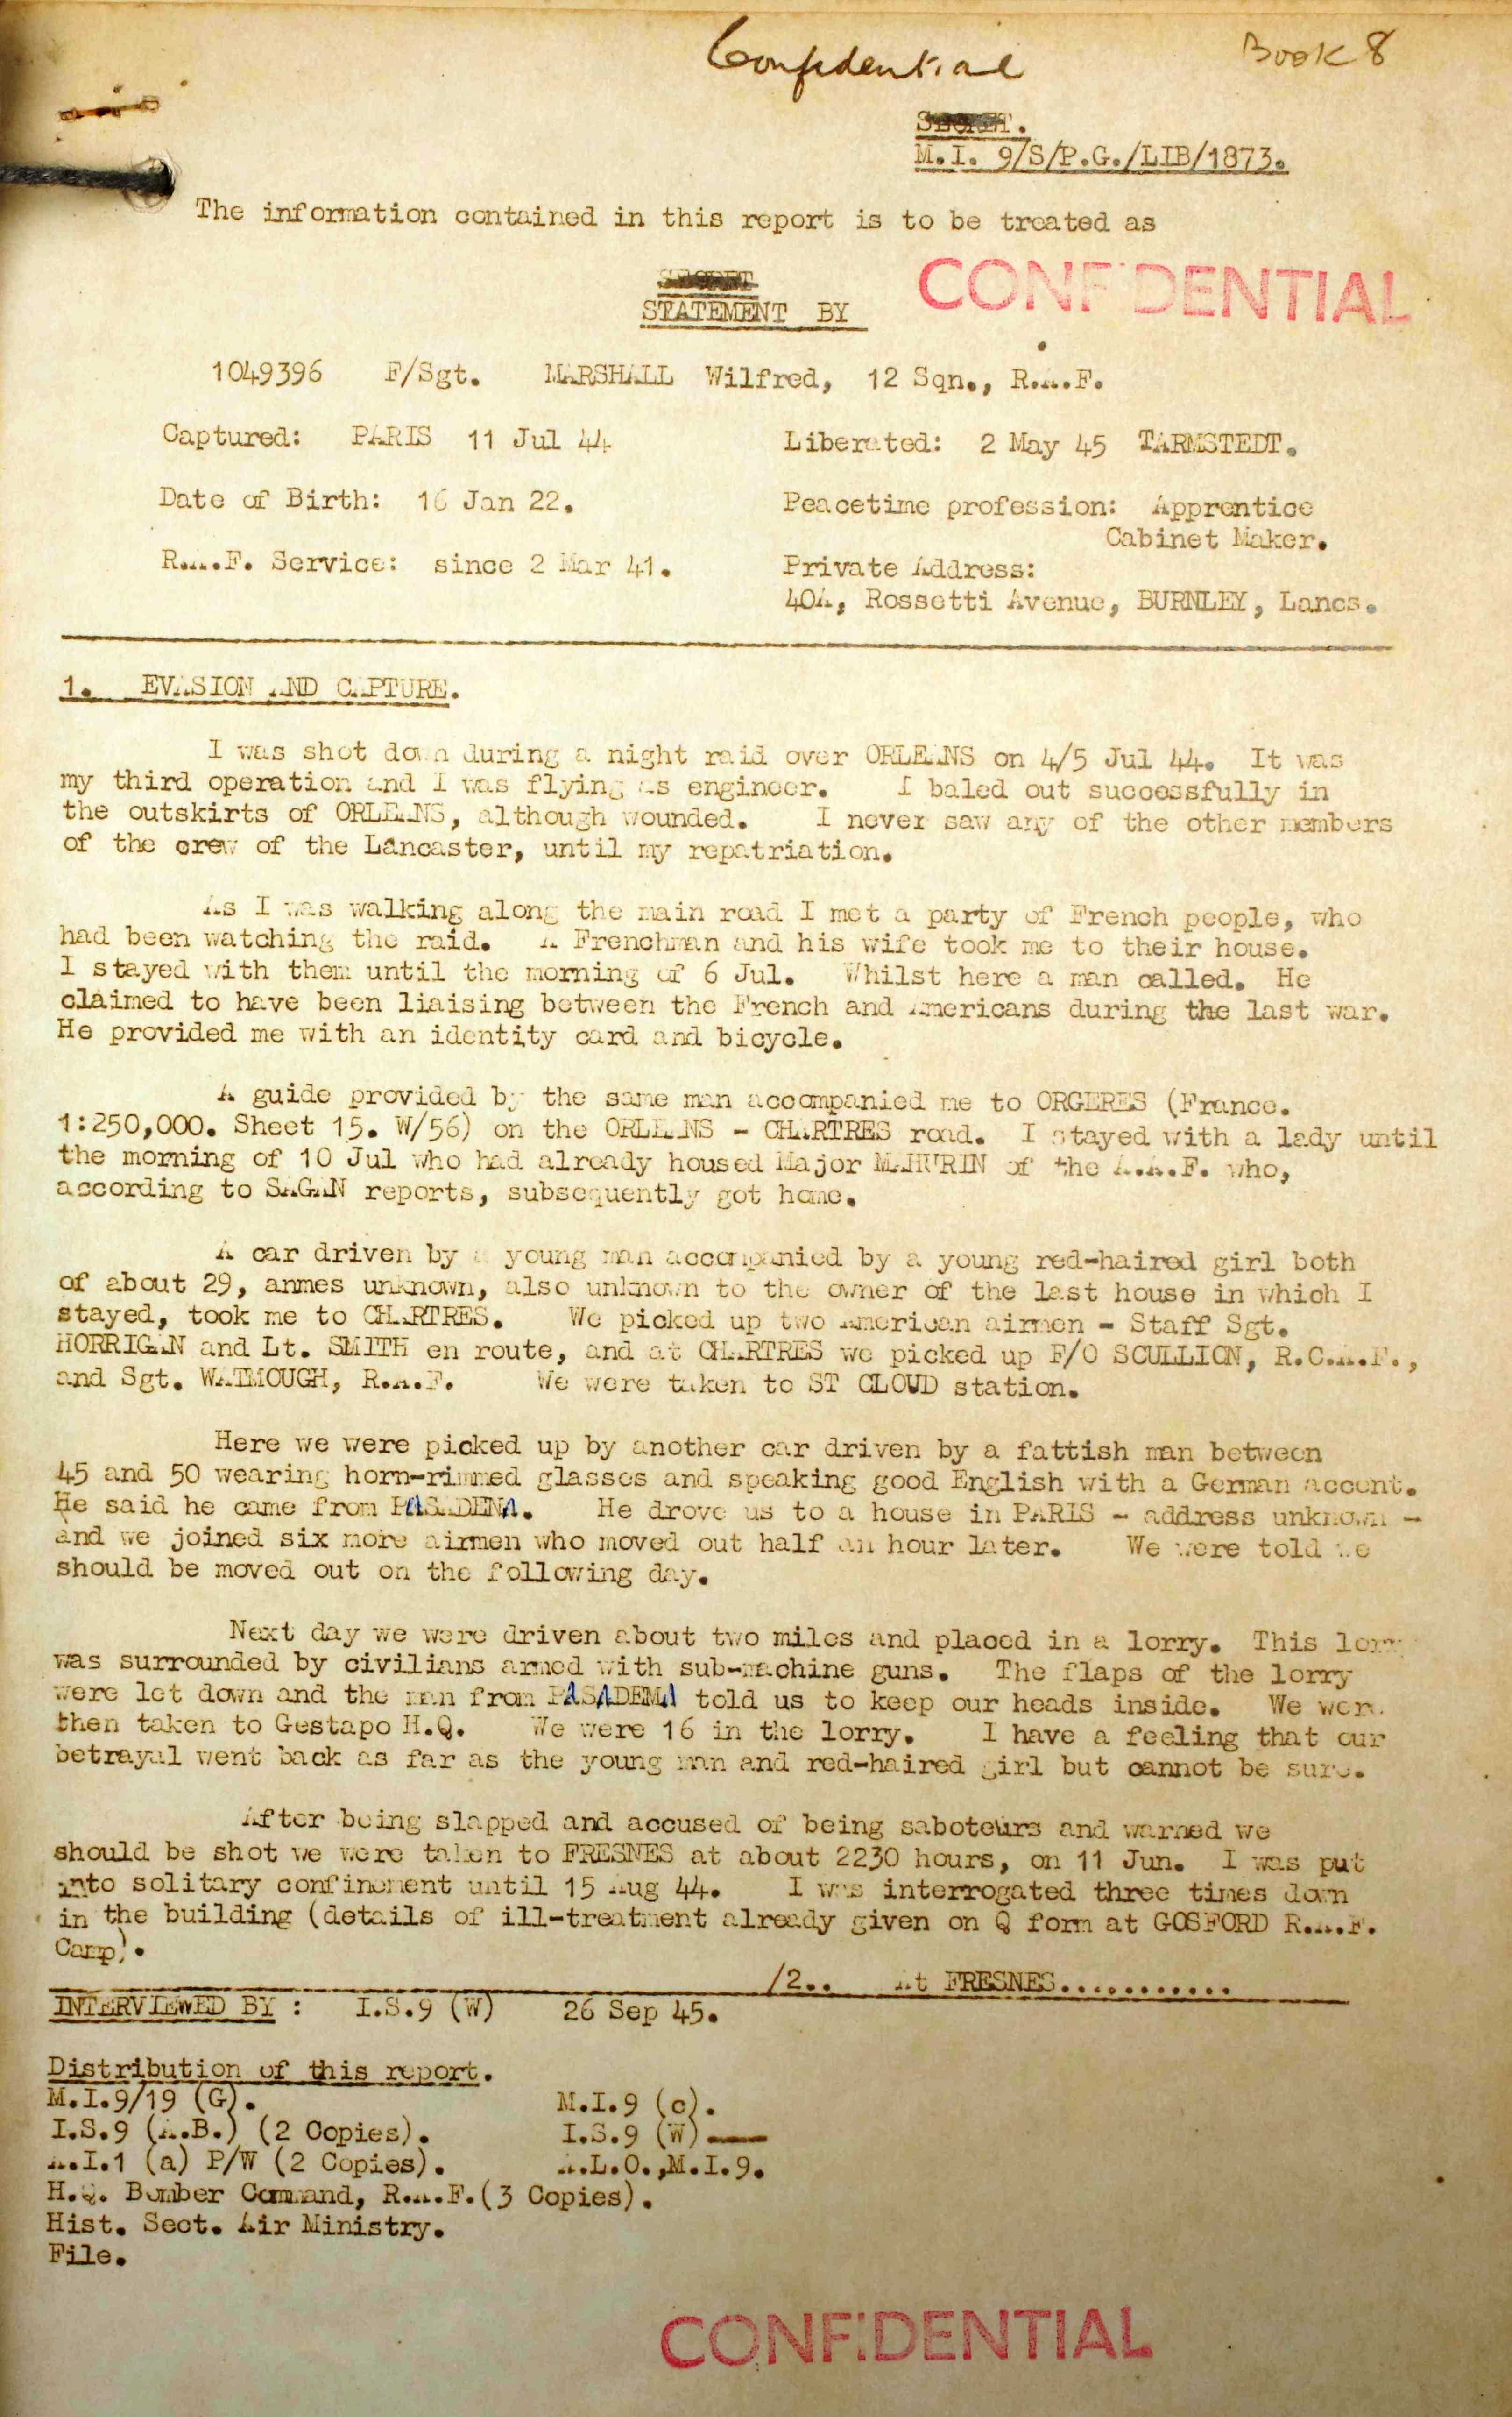 Confidential
Book 8
SECRET.
M.I. 9/S/P.G./LIB/1873.
The information contained in this report is to be treated as
SECRET
CONFIDENTIAL
STATEMENT BY
1049396 F/Sgt. MARSHALL Wilfred, 12 Sqn., R.A.F.
Captured: PARIS 11 Jul 44
Liberated: 2 May 45 TARMSTEDT.
Date of Birth: 16 Jan 22.
Peacetime profession: Apprentice
Cabinet Maker.
R.A.F. Service: since 2 Mar 41.
Private Address:
40A, Rossetti Avenue, BURNLEY, Lancs.
1. EVASION AND CAPTURE.
I was shot down during a night raid over ORLEANS on 4/5 Jul 44. It was
my third operation and I was flying as engineer. I baled out successfully in
the outskirts of ORLEANS, although wounded. I never saw any of the other members
of the crew of the Lancaster, until my repatriation.
As I was walking along the main road I met a party of French people, who
had been watching the raid. A Frenchman and his wife took me to their house.
I stayed with them until the morning of 6 Jul. Whilst here a man called. He
claimed to have been liaising between the French and Americans during the last war.
He provided me with an identity card and bicycle.
A guide provided by the same man accompanied me to ORGERES (France.
1:250,000. Sheet 15. W/56) on the ORLEANS - CHARTRES road. I stayed with a lady until
the morning of 10 Jul who had already housed Major MAHURIN of the A.A.F. who,
according to SAGAN reports, subsequently got home.
A car driven by a young man accompanied by a young red-haired girl both
of about 29, anmes unknown, also unknown to the owner of the last house in which I
stayed, took me to CHARTRES. We picked up two American airmen - Staff Sgt.
HORRIGAN and Lt. SMITH en route, and at CHARTRES we picked up F/O SCULLION, R.C.A.F.,
and Sgt. WATMOUGH, R.A.F. We were taken to ST CLOUD station.
Here we were picked up by another car driven by a fattish man between
45 and 50 wearing horn-rimmed glasses and speaking good English with a German accent.
He said he came from PASADENA. He drove us to a house in PARIS - address unknown -
and we joined six more airmen who moved out half an hour later. We were told we
should be moved out on the following day.
Next day we were driven about two miles and placed in a lorry. This lorry
was surrounded by civilians armed with sub-machine guns. The flaps of the lorry
were let down and the man from PASADEMA told us to keep our heads inside. We were
then taken to Gestapo H.Q. We were 16 in the lorry. I have a feeling that our
betrayal went back as far as the young man and red-haired girl but cannot be sure.
After being slapped and accused of being saboteurs and warned we
should be shot we were taken to FRESNES at about 2230 hours, on 11 Jun. I was put
into solitary confinement until 15 Aug 44. I was interrogated three times down
in the building (details of ill-treatment already given on Q form at GOSFORD R.A.F.
Camp).
/2.. At FRESNES............
INTERVIEWED BY : I.S.9 (W) 26 Sep 45.
Distribution of this report.
M.I.9/19 (G).
M.I.9 (c).
I.S.9 (A.B.) (2 Copies).
I.S.9 (W)
A.I.1 (a) P/W (2 Copies).
A.L.O.,M.I.9.
H.Q. Bomber Command, R.A.F.(3 Copies).
Hist. Sect. Air Ministry.
File.
CONFIDENTIAL